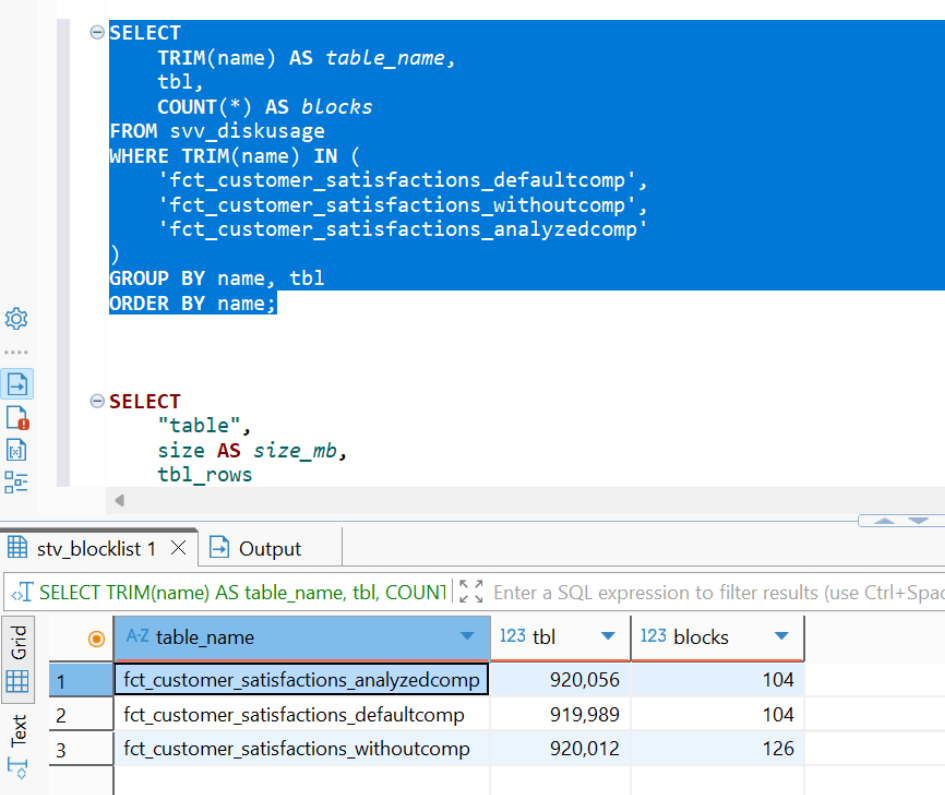 SELECT
TRIM(name) AS table_name,
tbl,
COUNT(*) AS blocks
FROM svv_diskusage
WHERE TRIM(name) IN (
'fct_customer_satisfactions_defaultcomp',
'fct_customer_satisfactions_withoutcomp',
'fct_customer_satisfactions_analyzedcomp'
)
GROUP BY name, tbl
ORDER BY name;
SELECT
"table",
size AS size_mb,
tbl_rows
stv_blocklist 1 Output
SELECT TRIM(name) AS table_name, tbl, COUNT Enter a SQL expression to filter results (use Ctrl+Spac
Grid
Text
A-Z table_name 123 tbl 123 blocks
1 fct_customer_satisfactions_analyzedcomp 920,056 104
2 fct_customer_satisfactions_defaultcomp 919,989 104
3 fct_customer_satisfactions_withoutcomp 920,012 126